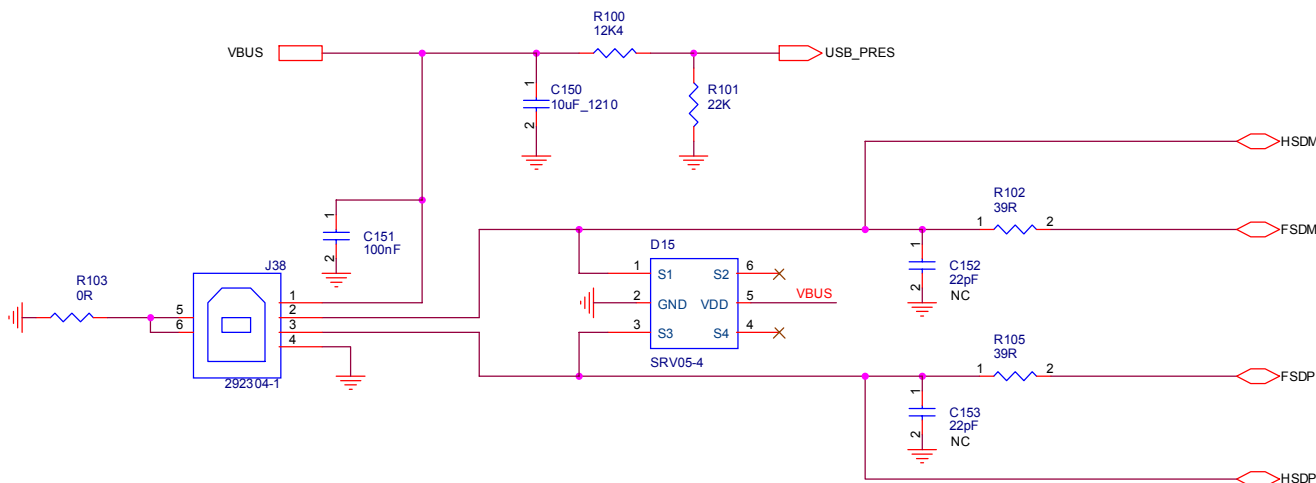 R100
12K4
VBUS
USB_PRES
1
C150
10uF_1210
2
R101
22K
HSDM
R102
39R
1
2
FSDM
1
C151
100nF
2
D15
1
C152
22pF
2
NC
J38
R103
0R
5
6
1
2
3
4
292304-1
1
S1
S2
6
2
GND
VDD
5
VBUS
3
S3
S4
4
SRV05-4
R105
39R
1
2
FSDP
1
C153
22pF
2
NC
HSDP